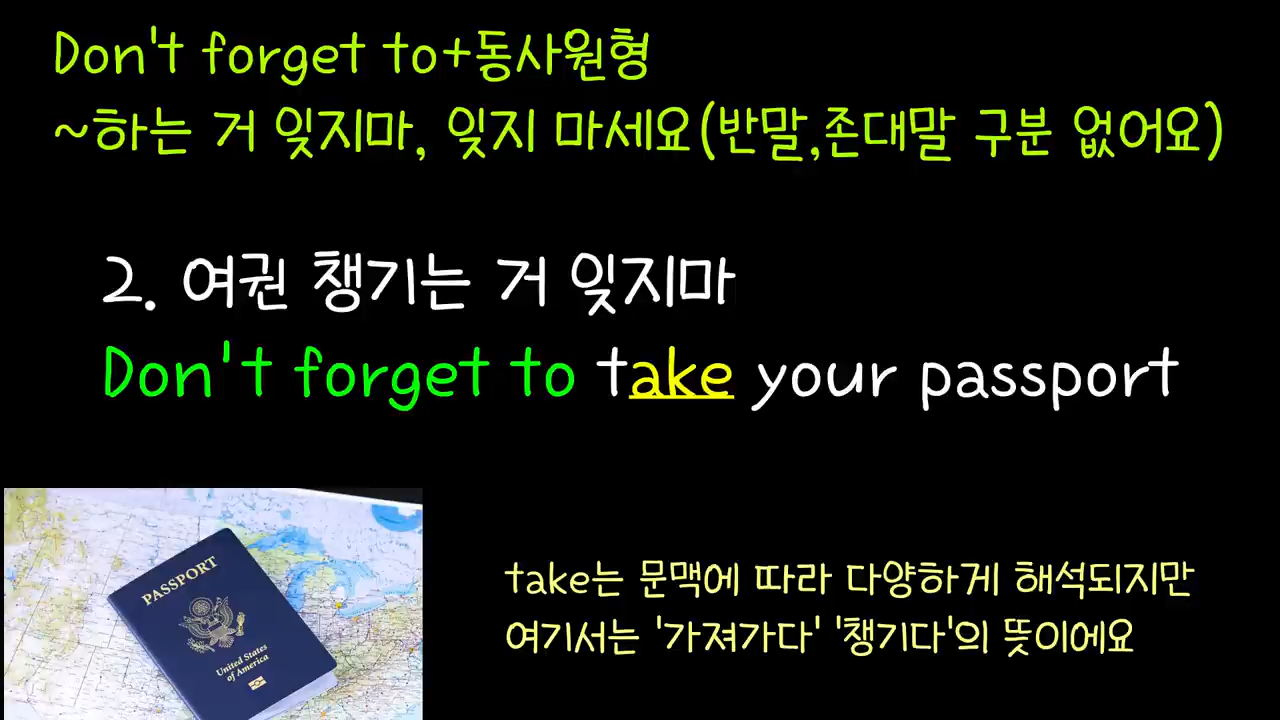 Don't forget to+동사원형
~하는 거 잊지마, 잊지 마세요(반말,존대말 구분 없어요)
2. 여권 챙기는 거 잊지마
Don't forget to take your passport
PASSPORT
United States
of America
take는 문맥에 따라 다양하게 해석되지만
여기서는 '가져가다' '챙기다'의 뜻이에요